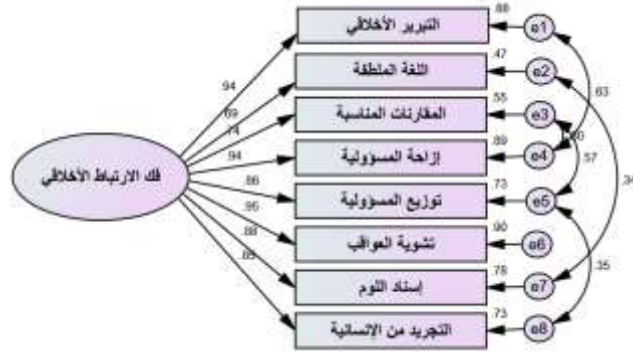 .88
التبرير الأخلاقي
e1
.94
.47
اللغة الملطفة
e2
.69
.63
.55
المقارنات المناسبة
e3
.74
.89
إزاحة المسؤولية
e4
.57
.94
.34
فك الارتباط الأخلاقي
.73
توزيع المسؤولية
e5
.86
.90
تشوية العواقب
e6
.95
.35
.78
إسناد اللوم
e7
.88
.73
التجريد من الإنسانية
e8
.85